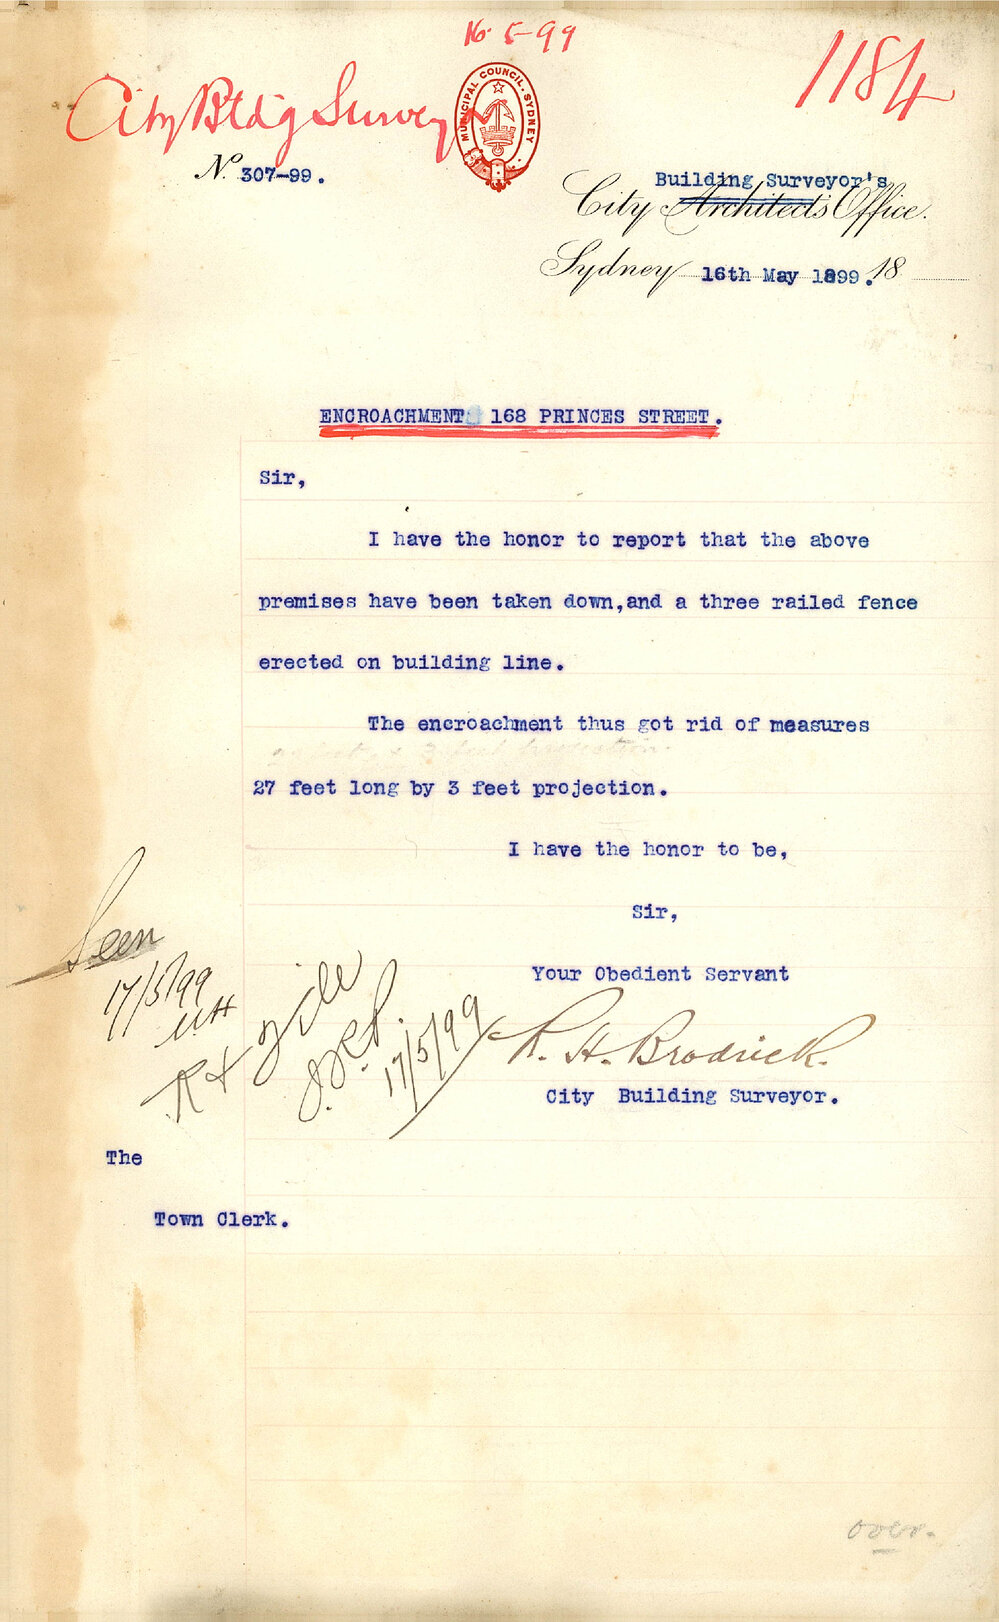 16-5-99
1184
City Bldg Surveyor
MUNICIPAL COUNCIL. SYDNEY
No. 307-99.
Building Surveyor's
City Architects Office.
Sydney 16th May 1899. 18
ENCROACHMENT 168 PRINCES STREET.
Sir,
I have the honor to report that the above
premises have been taken down,and a three railed fence
erected on building line.
The encroachment thus got rid of measures
27 feet long by 3 feet projection.
I have the honor to be,
Sir,
Your Obedient Servant
R. H. Brodrick.
City Building Surveyor.
Seen
17/5/99
File
17/5/99
The
Town Clerk.
over.